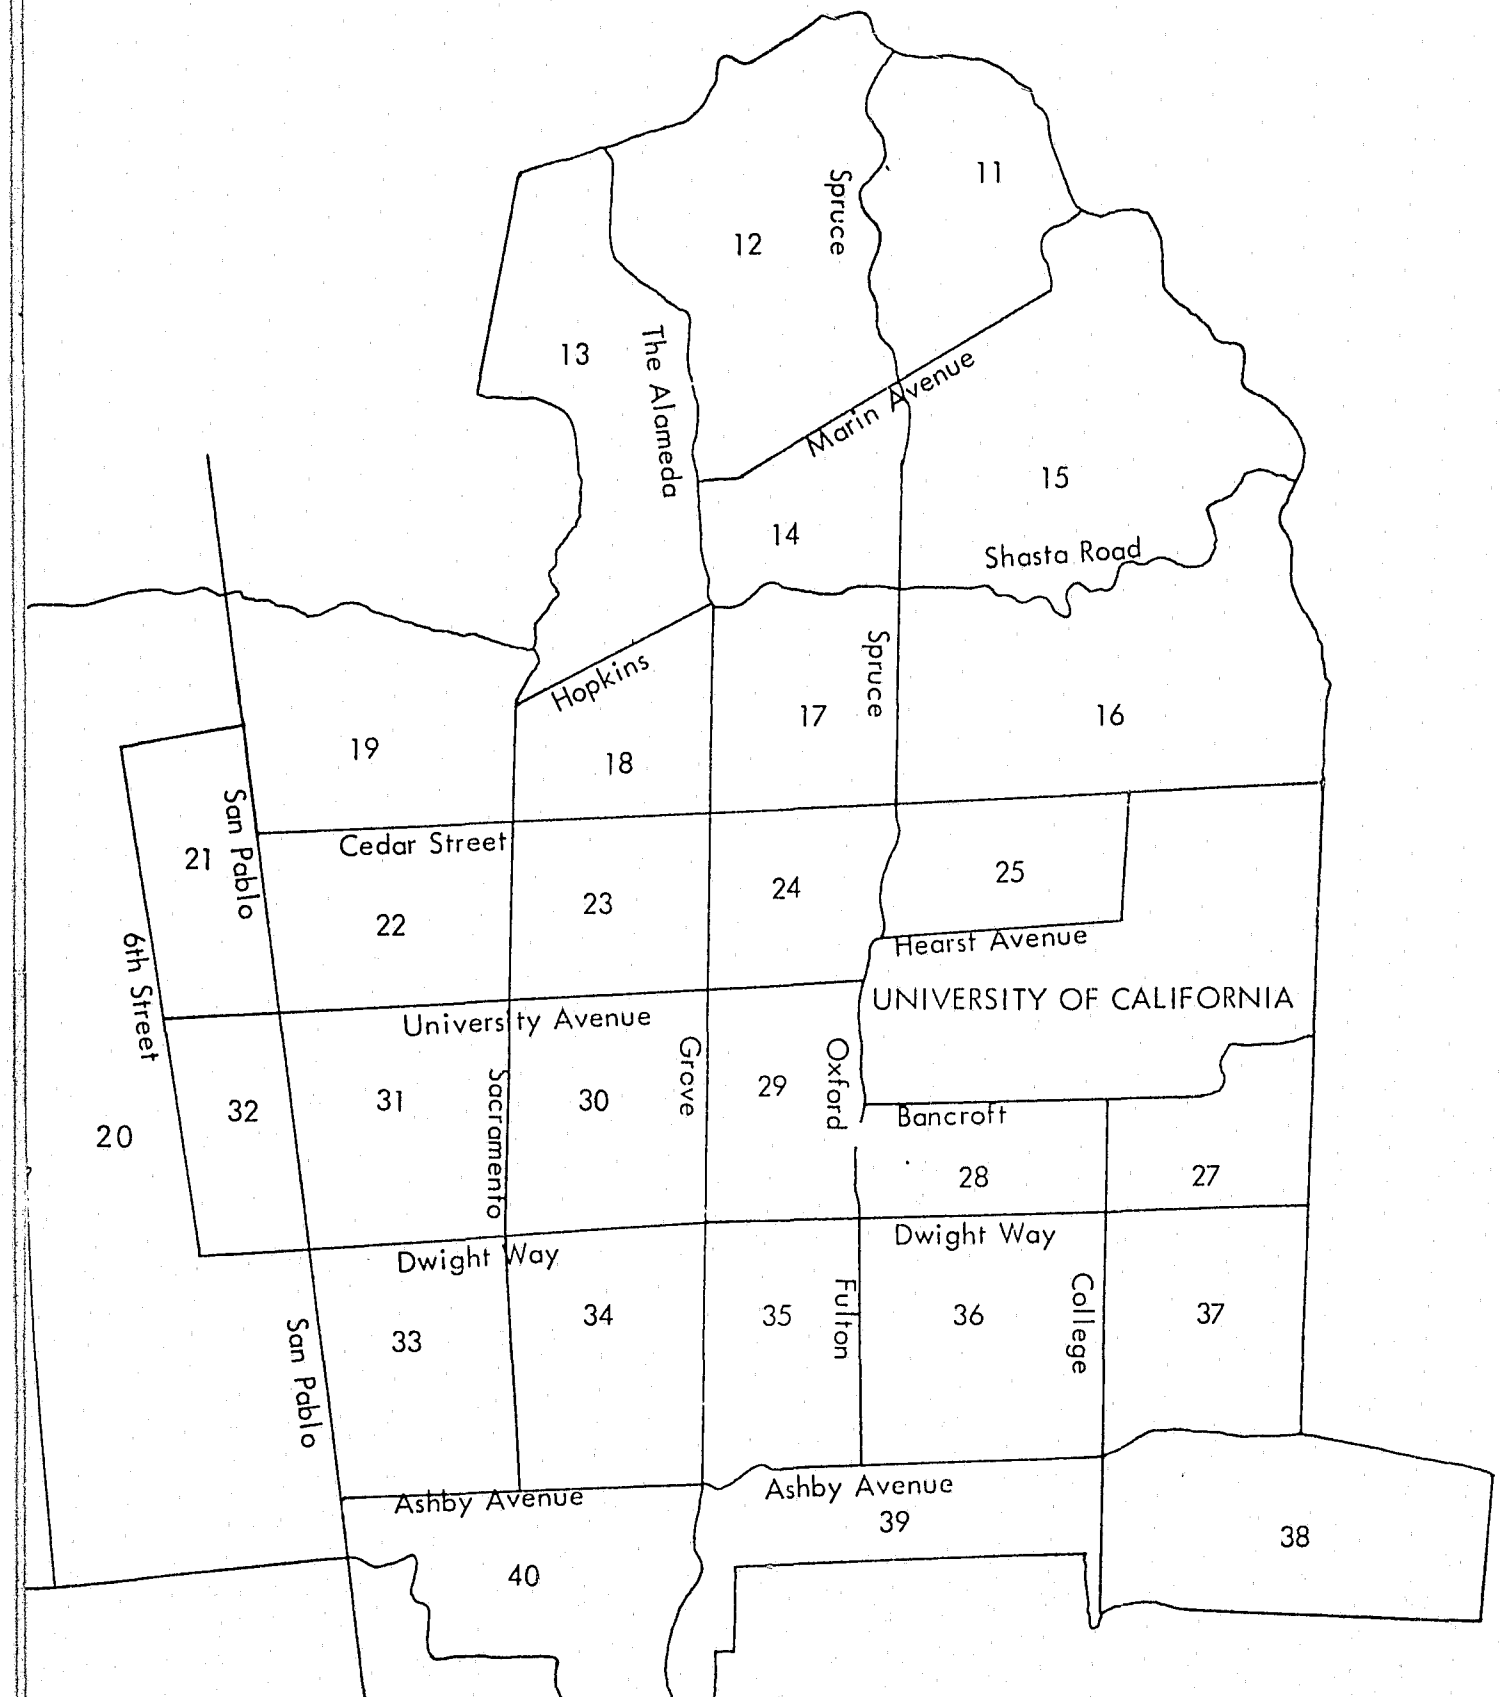 11
Spruce
12
13
The Alameda
Marin Avenue
15
14
Shasta Road
Hopkins
Spruce
17
16
19
18
San Pablo
Cedar Street
21
25
24
23
22
6th Street
Hearst Avenue
UNIVERSITY OF CALIFORNIA
University Avenue
Grove
Oxford
Sacramento
29
31
30
32
Bancroft
20
28
27
Dwight Way
Dwight Way
San Pablo
33
34
35
Fulton
36
College
37
Ashby Avenue
Ashby Avenue
39
38
40